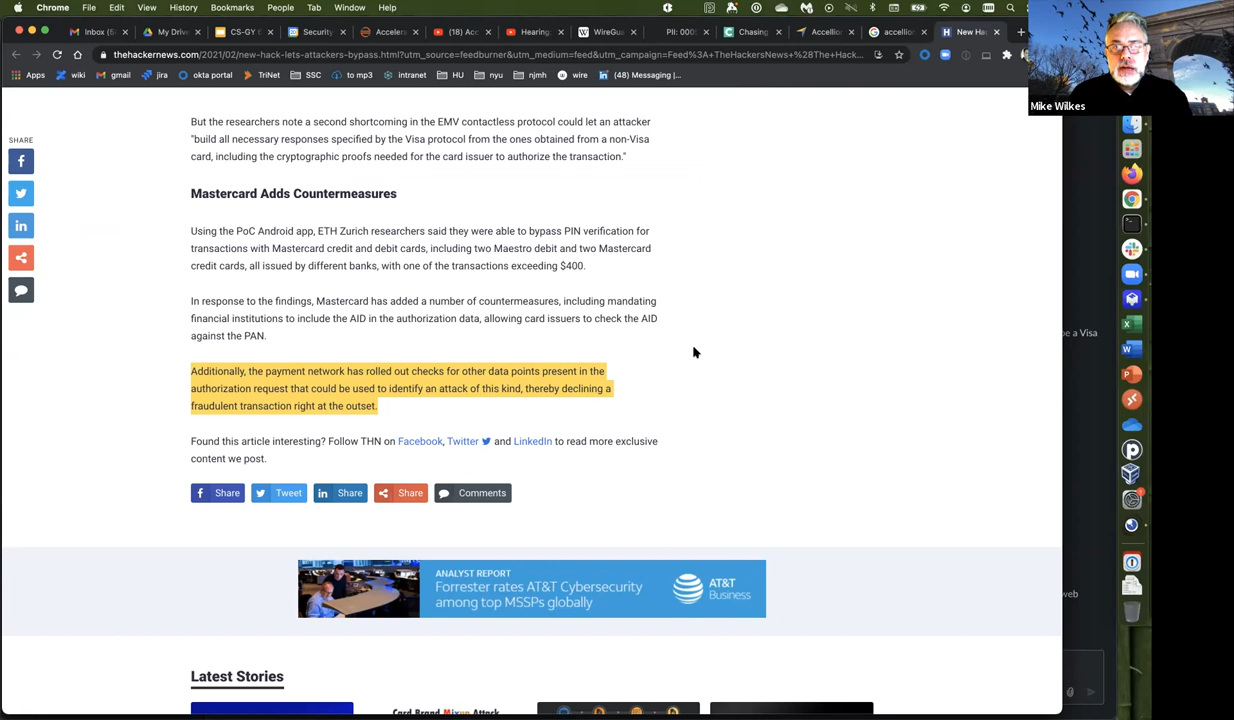 Chrome File Edit View History Bookmarks People Tab Window Help
Inbox (5 My Drive CS-GY 6 Security Accelera (18) Acc Hearing WireGua PII: 000 Chasing Accellio accellion New Hac
thehackernews.com/2021/02/new-hack-lets-attackers-bypass.html?utm_source=feedburner&utm_medium=feed&utm_campaign=Feed%3A+TheHackersNews+%28The+Hack...
Apps wiki gmail jira okta portal TriNet SSC to mp3 intranet HU nyu njmh wire (48) Messaging |...
Mike Wilkes
But the researchers note a second shortcoming in the EMV contactless protocol could let an attacker
"build all necessary responses specified by the Visa protocol from the ones obtained from a non-Visa
card, including the cryptographic proofs needed for the card issuer to authorize the transaction."
SHARE
Mastercard Adds Countermeasures
Using the PoC Android app, ETH Zurich researchers said they were able to bypass PIN verification for
transactions with Mastercard credit and debit cards, including two Maestro debit and two Mastercard
credit cards, all issued by different banks, with one of the transactions exceeding $400.
In response to the findings, Mastercard has added a number of countermeasures, including mandating
financial institutions to include the AID in the authorization data, allowing card issuers to check the AID
against the PAN.
be a Visa
Additionally, the payment network has rolled out checks for other data points present in the
authorization request that could be used to identify an attack of this kind, thereby declining a
fraudulent transaction right at the outset.
Found this article interesting? Follow THN on Facebook, Twitter and LinkedIn to read more exclusive
content we post.
Share Tweet Share Share Comments
ANALYST REPORT
Forrester rates AT&T Cybersecurity
among top MSSPs globally
AT&T
Business
web
Latest Stories
Card Brand Mixup Attack